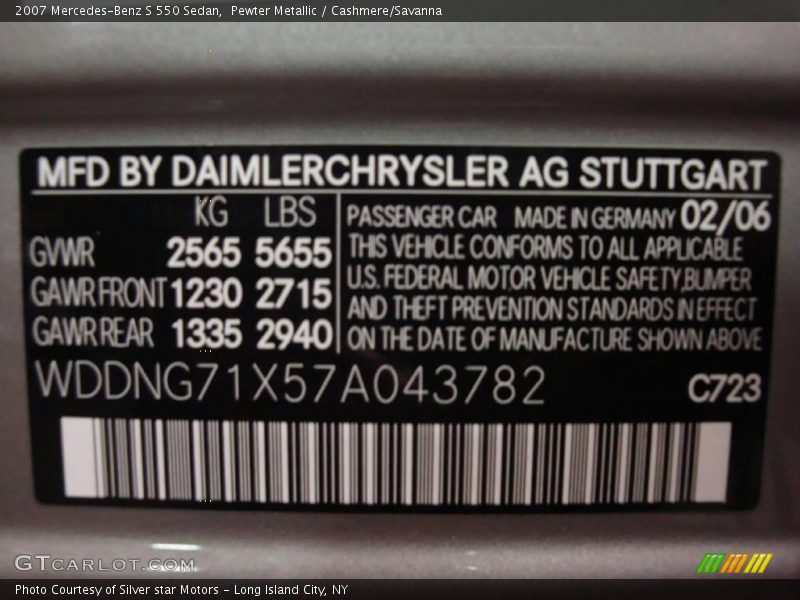 2007 Mercedes-Benz S 550 Sedan,  Pewter Metallic / Cashmere/Savanna
MFD BY DAIMLERCHRYSLER AG STUTTGART
KG LBS
GVWR 2565 5655
GAWR FRONT 1230 2715
GAWR REAR 1335 2940
PASSENGER CAR MADE IN GERMANY 02/06
THIS VEHICLE CONFORMS TO ALL APPLICABLE
U.S. FEDERAL MOTOR VEHICLE SAFETY,BUMPER
AND THEFT PREVENTION STANDARDS IN EFFECT
ON THE DATE OF MANUFACTURE SHOWN ABOVE
WDDNG71X57A043782 C723
GTCARLOT.COM
Photo Courtesy of Silver star Motors - Long Island City, NY